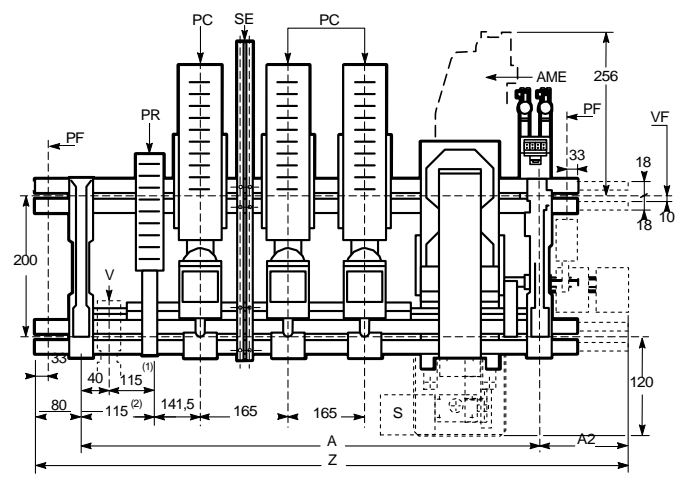 PC SE PC
AME
256
PR
PF
PF
VF
33
18
18
10
200
V
33
40 115 (1)
120
80 115 (2) 141,5 165 165
S
A A2
Z